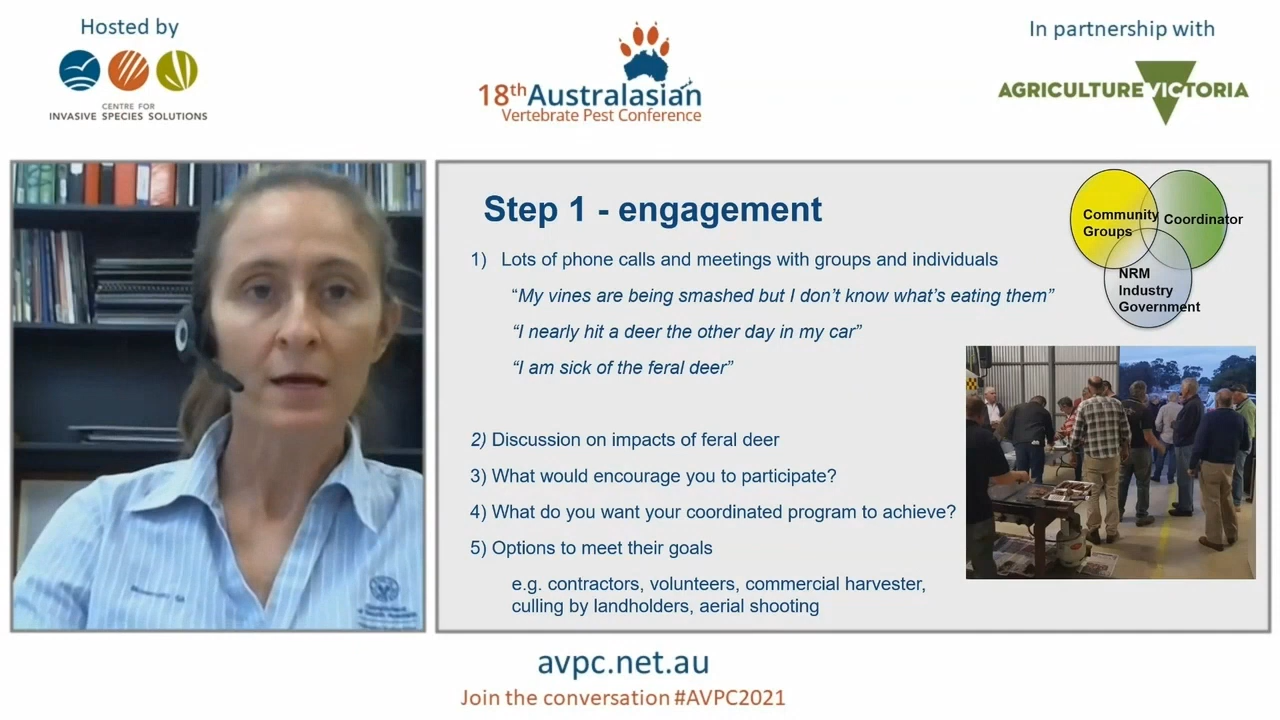 Hosted by
CENTRE FOR
INVASIVE SPECIES SOLUTIONS
18th Australasian
Vertebrate Pest Conference
In partnership with
AGRICULTURE VICTORIA
Step 1 - engagement
Community
Groups
Coordinator
NRM
Industry
Government
1) Lots of phone calls and meetings with groups and individuals
“My vines are being smashed but I don’t know what’s eating them”
“I nearly hit a deer the other day in my car”
“I am sick of the feral deer”
2) Discussion on impacts of feral deer
3) What would encourage you to participate?
4) What do you want your coordinated program to achieve?
5) Options to meet their goals
e.g. contractors, volunteers, commercial harvester,
culling by landholders, aerial shooting
avpc.net.au
Join the conversation #AVPC2021